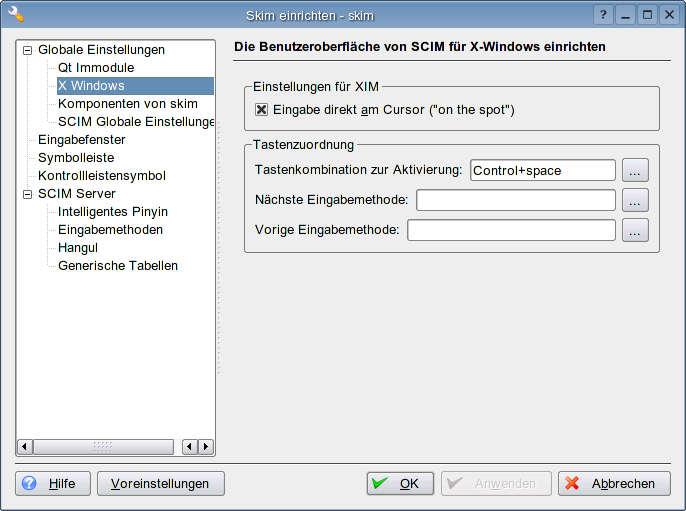 Skim einrichten - skim
?
Globale Einstellungen
Qt Immodule
X Windows
Komponenten von skim
SCIM Globale Einstellunge
Eingabefenster
Symbolleiste
Kontrollleistensymbol
SCIM Server
Intelligentes Pinyin
Eingabemethoden
Hangul
Generische Tabellen
Die Benutzeroberfläche von SCIM für X-Windows einrichten
Einstellungen für XIM
Eingabe direkt am Cursor ("on the spot")
Tastenzuordnung
Tastenkombination zur Aktivierung: Control+space ...
Nächste Eingabemethode: ...
Vorige Eingabemethode: ...
? Hilfe Voreinstellungen OK Anwenden Abbrechen